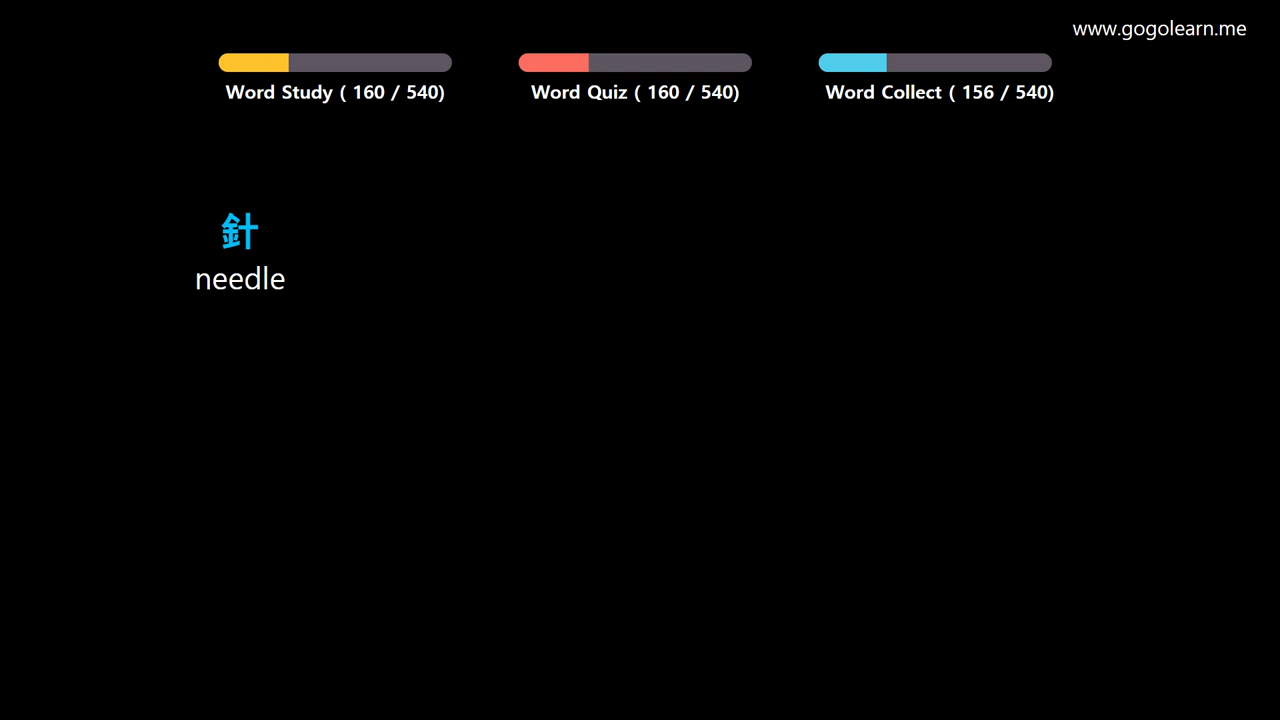 www.gogolearn.me
Word Study ( 160 / 540)
Word Quiz ( 160 / 540)
Word Collect ( 156 / 540)
針
needle